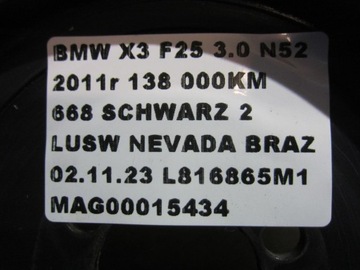 BMW X3 F25 3.0 N52
2011r 138 000KM
668 SCHWARZ 2
LUSW NEVADA BRAZ
02.11.23 L816865M1
MAG00015434